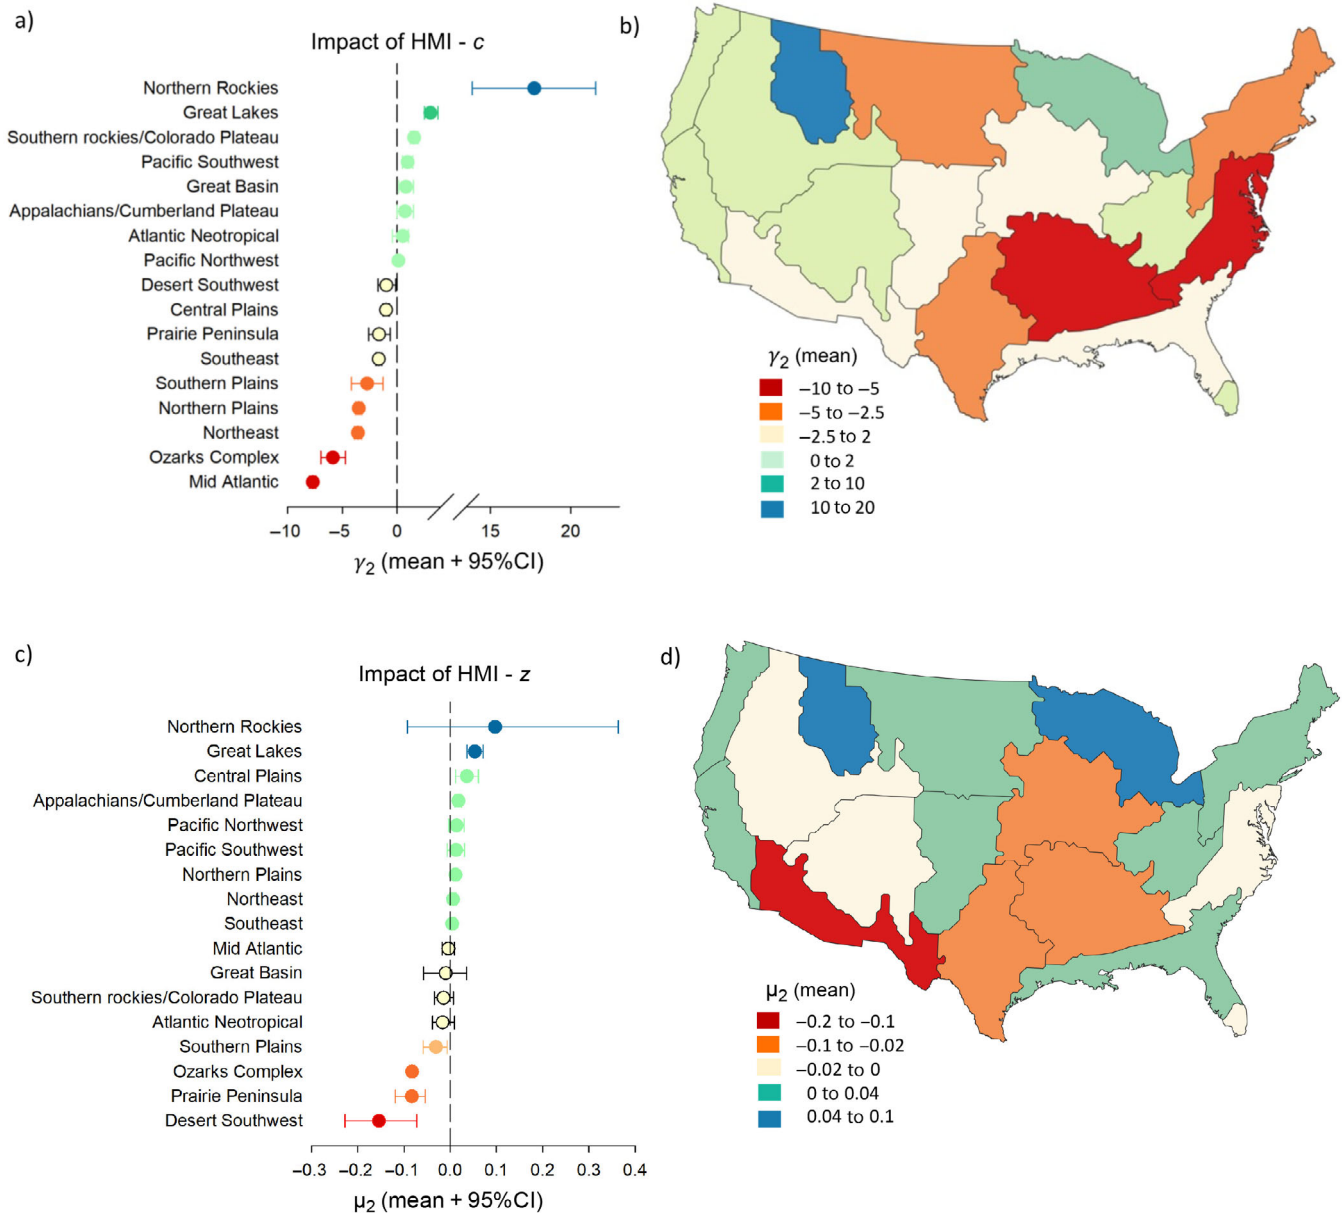 a)
Impact of HMI - c
Northern Rockies
Great Lakes
Southern rockies/Colorado Plateau
Pacific Southwest
Great Basin
Appalachians/Cumberland Plateau
Atlantic Neotropical
Pacific Northwest
Desert Southwest
Central Plains
Prairie Peninsula
Southeast
Southern Plains
Northern Plains
Northeast
Ozarks Complex
Mid Atlantic
−10 −5 0 15 20
γ2 (mean + 95%CI)
b)
γ2 (mean)
−10 to −5
−5 to −2.5
−2.5 to 2
0 to 2
2 to 10
10 to 20
c)
Impact of HMI - z
Northern Rockies
Great Lakes
Central Plains
Appalachians/Cumberland Plateau
Pacific Northwest
Pacific Southwest
Northern Plains
Northeast
Southeast
Mid Atlantic
Great Basin
Southern rockies/Colorado Plateau
Atlantic Neotropical
Southern Plains
Ozarks Complex
Prairie Peninsula
Desert Southwest
−0.3 −0.2 −0.1 0.0 0.1 0.2 0.3 0.4
μ2 (mean + 95%CI)
d)
μ2 (mean)
−0.2 to −0.1
−0.1 to −0.02
−0.02 to 0
0 to 0.04
0.04 to 0.1